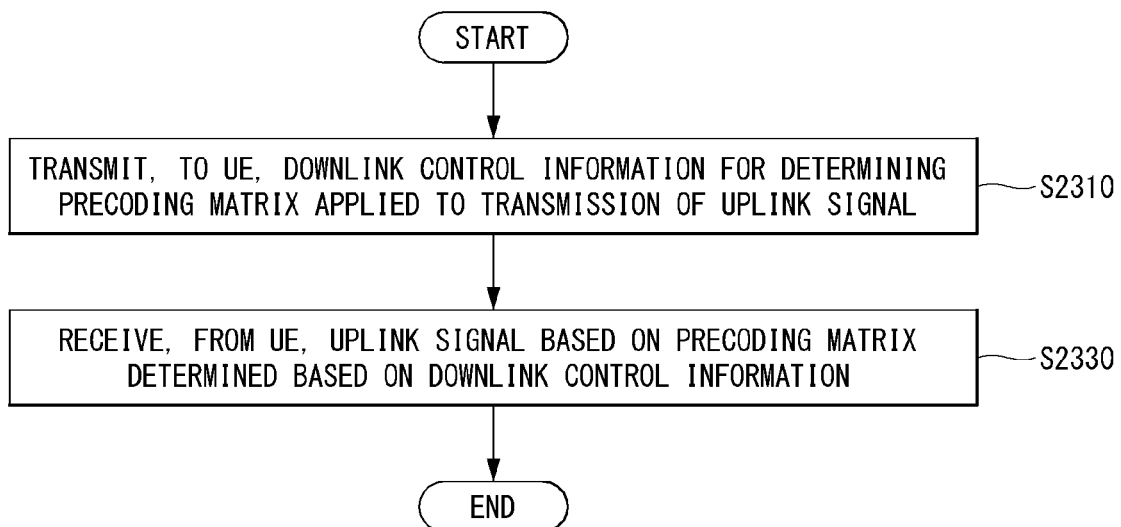 START
TRANSMIT, TO UE, DOWNLINK CONTROL INFORMATION FOR DETERMINING
PRECODING MATRIX APPLIED TO TRANSMISSION OF UPLINK SIGNAL
S2310
RECEIVE, FROM UE, UPLINK SIGNAL BASED ON PRECODING MATRIX
DETERMINED BASED ON DOWNLINK CONTROL INFORMATION
S2330
END